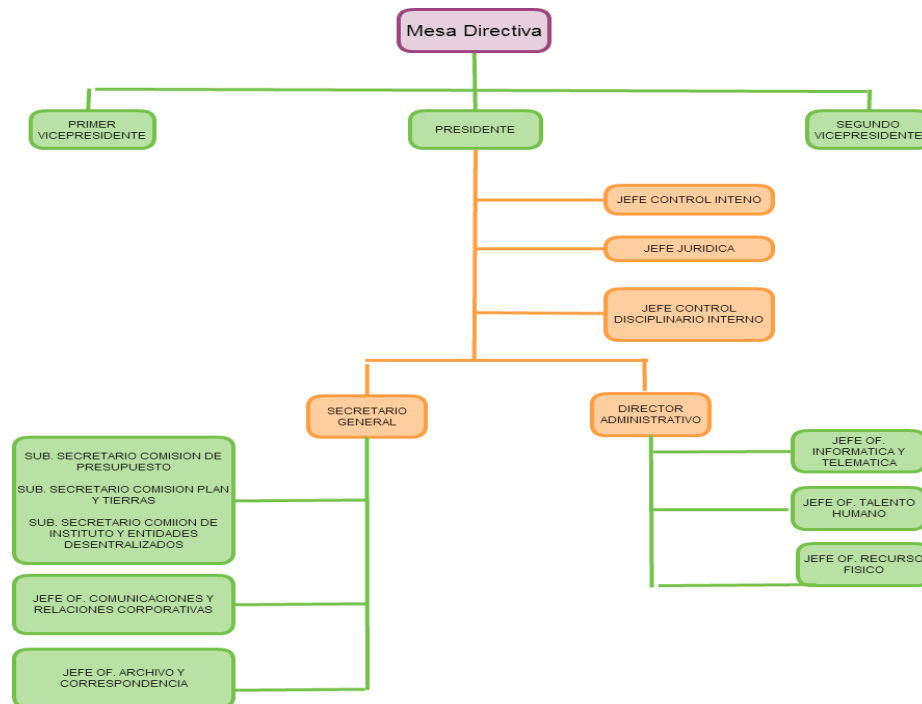 Mesa Directiva
PRIMER
VICEPRESIDENTE
PRESIDENTE
SEGUNDO
VICEPRESIDENTE
JEFE CONTROL INTENO
JEFE JURIDICA
JEFE CONTROL
DISCIPLINARIO INTERNO
SECRETARIO
GENERAL
DIRECTOR
ADMINISTRATIVO
SUB. SECRETARIO COMISION DE
PRESUPUESTO
SUB. SECRETARIO COMISION PLAN
Y TIERRAS
SUB. SECRETARIO COMIION DE
INSTITUTO Y ENTIDADES
DESENTRALIZADOS
JEFE OF. COMUNICACIONES Y
RELACIONES CORPORATIVAS
JEFE OF. ARCHIVO Y
CORRESPONDENCIA
JEFE OF.
INFORMATICA Y
TELEMATICA
JEFE OF. TALENTO
HUMANO
JEFE OF. RECURSO
FISICO